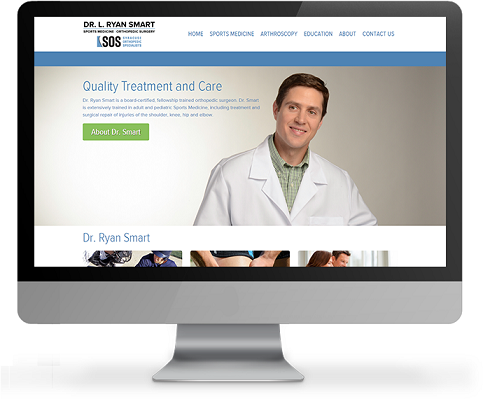 DR. L. RYAN SMART
SPORTS MEDICINE ORTHOPEDIC SURGERY
SOS
SYRACUSE
ORTHOPEDIC
SPECIALISTS
HOME SPORTS MEDICINE ARTHROSCOPY EDUCATION ABOUT CONTACT US
Quality Treatment and Care
Dr. Ryan Smart is a board certified, fellowship trained orthopedic surgeon. Dr. Smart
is extensively trained in adult and pediatric Sports Medicine, including treatment and
surgical repair of injuries of the shoulder, knee, hip and elbow.
About Dr. Smart
Dr. Ryan Smart